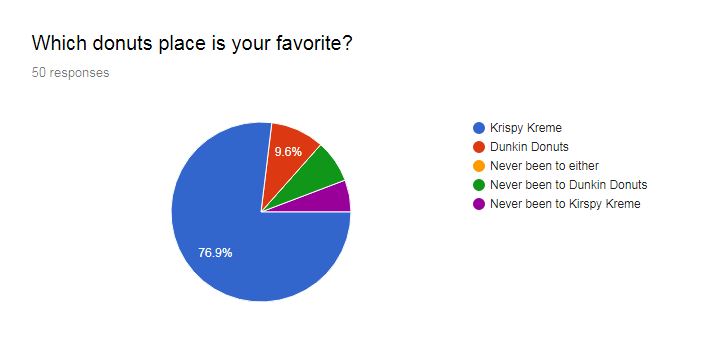 Which donuts place is your favorite?
50 responses
Krispy Kreme
Dunkin Donuts
Never been to either
Never been to Dunkin Donuts
Never been to Kirspy Kreme
9.6%
76.9%